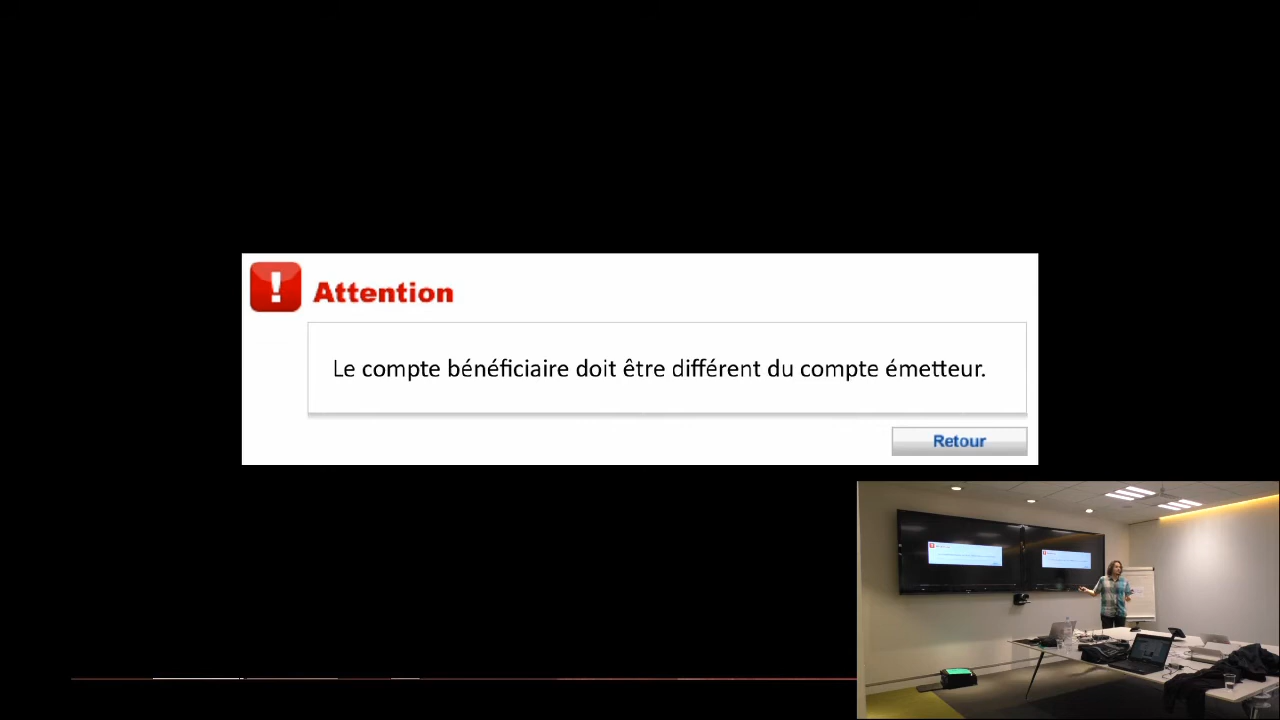 !
Attention
Le compte bénéficiaire doit être différent du compte émetteur.
Retour